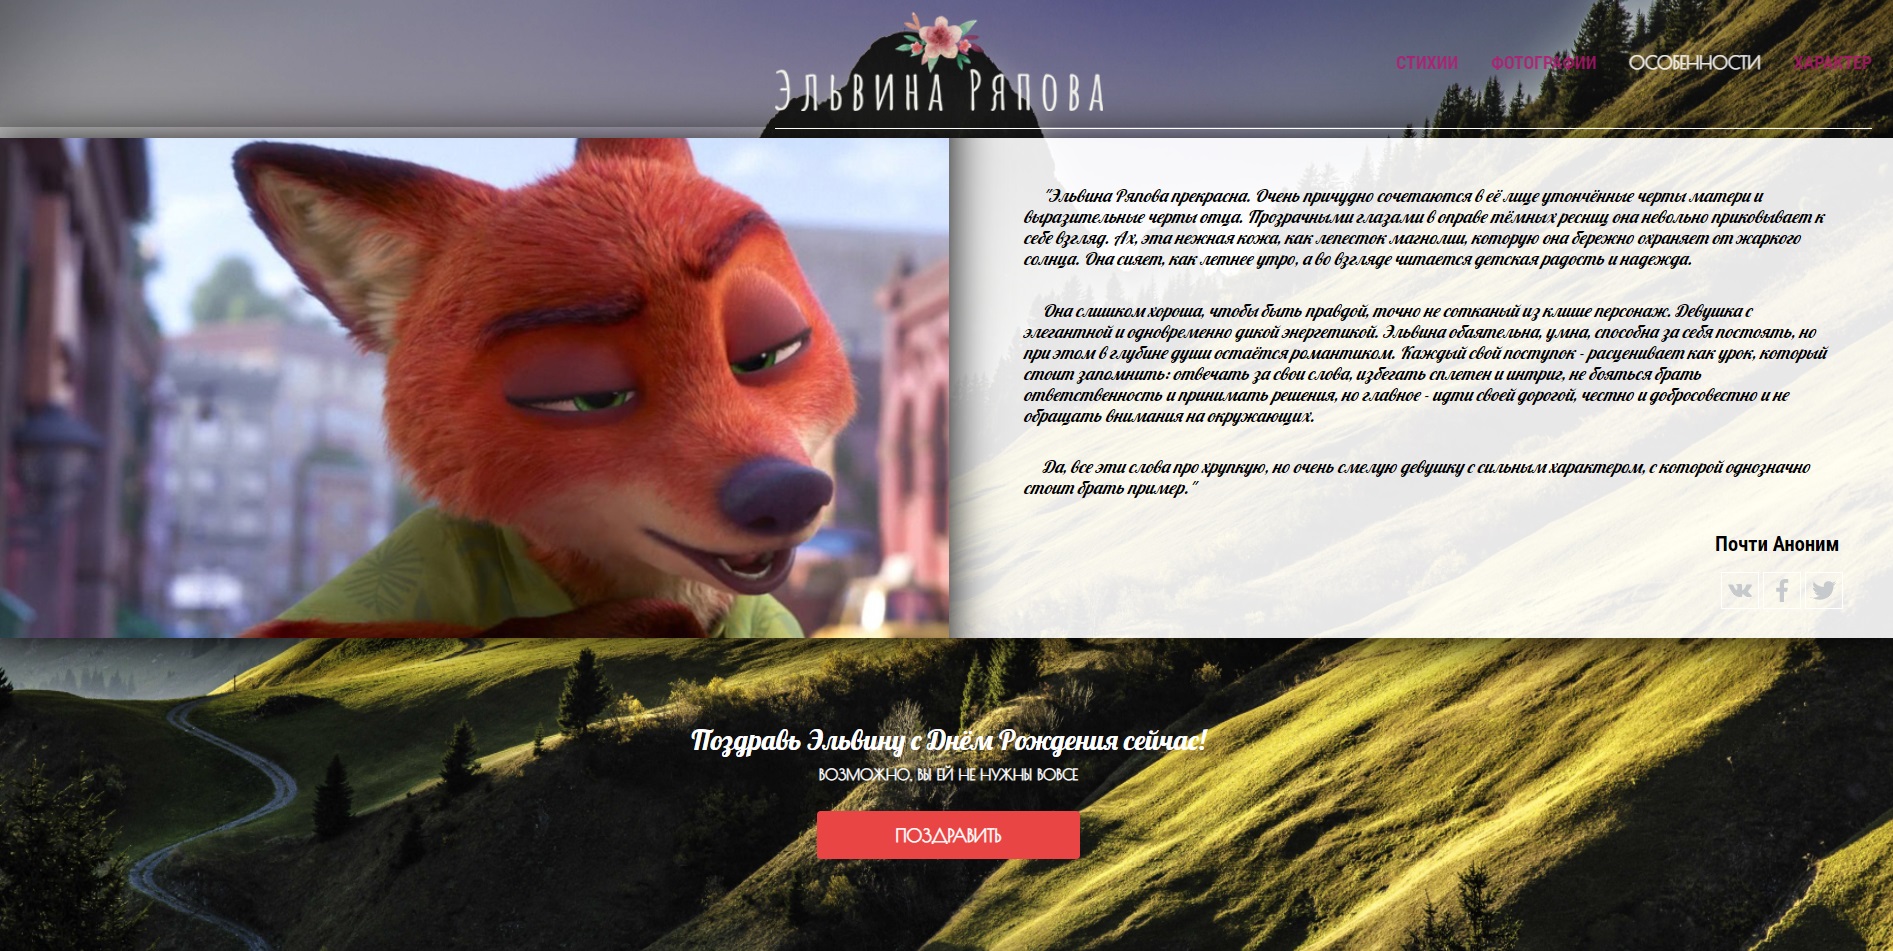 Эльвина Ряпова
СТИХИИ ФОТОГРАФИИ ОСОБЕННОСТИ ХАРАКТЕР
"Эльвина Ряпова прекрасна. Очень причудно сочетаются в её лице утончённые черты матери и
выразительные черты отца. Прозрачными глазами в оправе тёмных ресниц она невольно приковывает к
себе взгляд. Ах, эта нежная кожа, как лепесток магнолии, которую она бережно охраняет от жаркого
солнца. Она сияет, как летнее утро, а во взгляде читается детская радость и надежда.
Она слишком хороша, чтобы быть правдой, точно не сотканый из клише персонаж. Девушка с
элегантной и одновременно дикой энергетикой. Эльвина обаятельна, умна, способна за себя постоять, но
при этом в глубине души остаётся романтиком. Каждый свой поступок - расценивает как урок, который
стоит запомнить: отвечать за свои слова, избегать сплетен и интриг, не бояться брать
ответственность и принимать решения, но главное - идти своей дорогой, честно и добросовестно и не
обращать внимания на окружающих.
Да, все эти слова про хрупкую, но очень смелую девушку с сильным характером, с которой однозначно
стоит брать пример."
Почти Аноним
Поздравь Эльвину с Днём Рождения сейчас!
ВОЗМОЖНО, ВЫ ЕЙ НЕ НУЖНЫ ВОВСЕ
ПОЗДРАВИТЬ